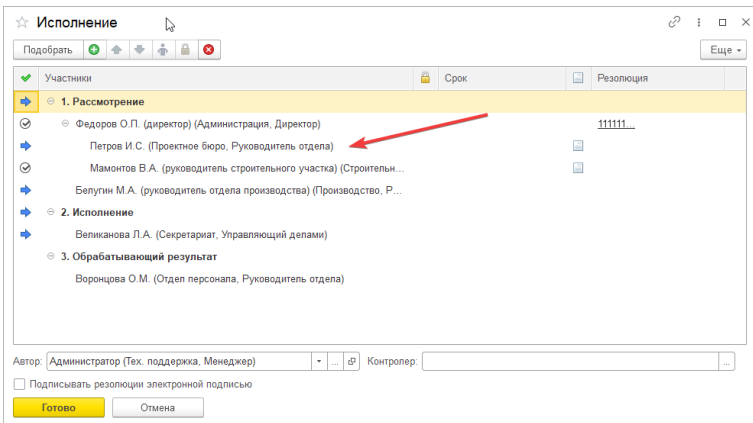 Исполнение
Подобрать Еще
Участники Срок Резолюция
1. Рассмотрение
Федоров О.П. (директор) (Администрация, Директор) 111111...
Петров И.С. (Проектное бюро, Руководитель отдела)
Мамонтов В.А. (руководитель строительного участка) (Строительн...
Белугин М.А. (руководитель отдела производства) (Производство, Р...
2. Исполнение
Великанова Л.А. (Секретариат, Управляющий делами)
3. Обрабатывающий результат
Воронцова О.М. (Отдел персонала, Руководитель отдела)
Автор: Администратор (Тех. поддержка, Менеджер) ... Контролер: ...
Подписывать резолюции электронной подписью
Готово Отмена